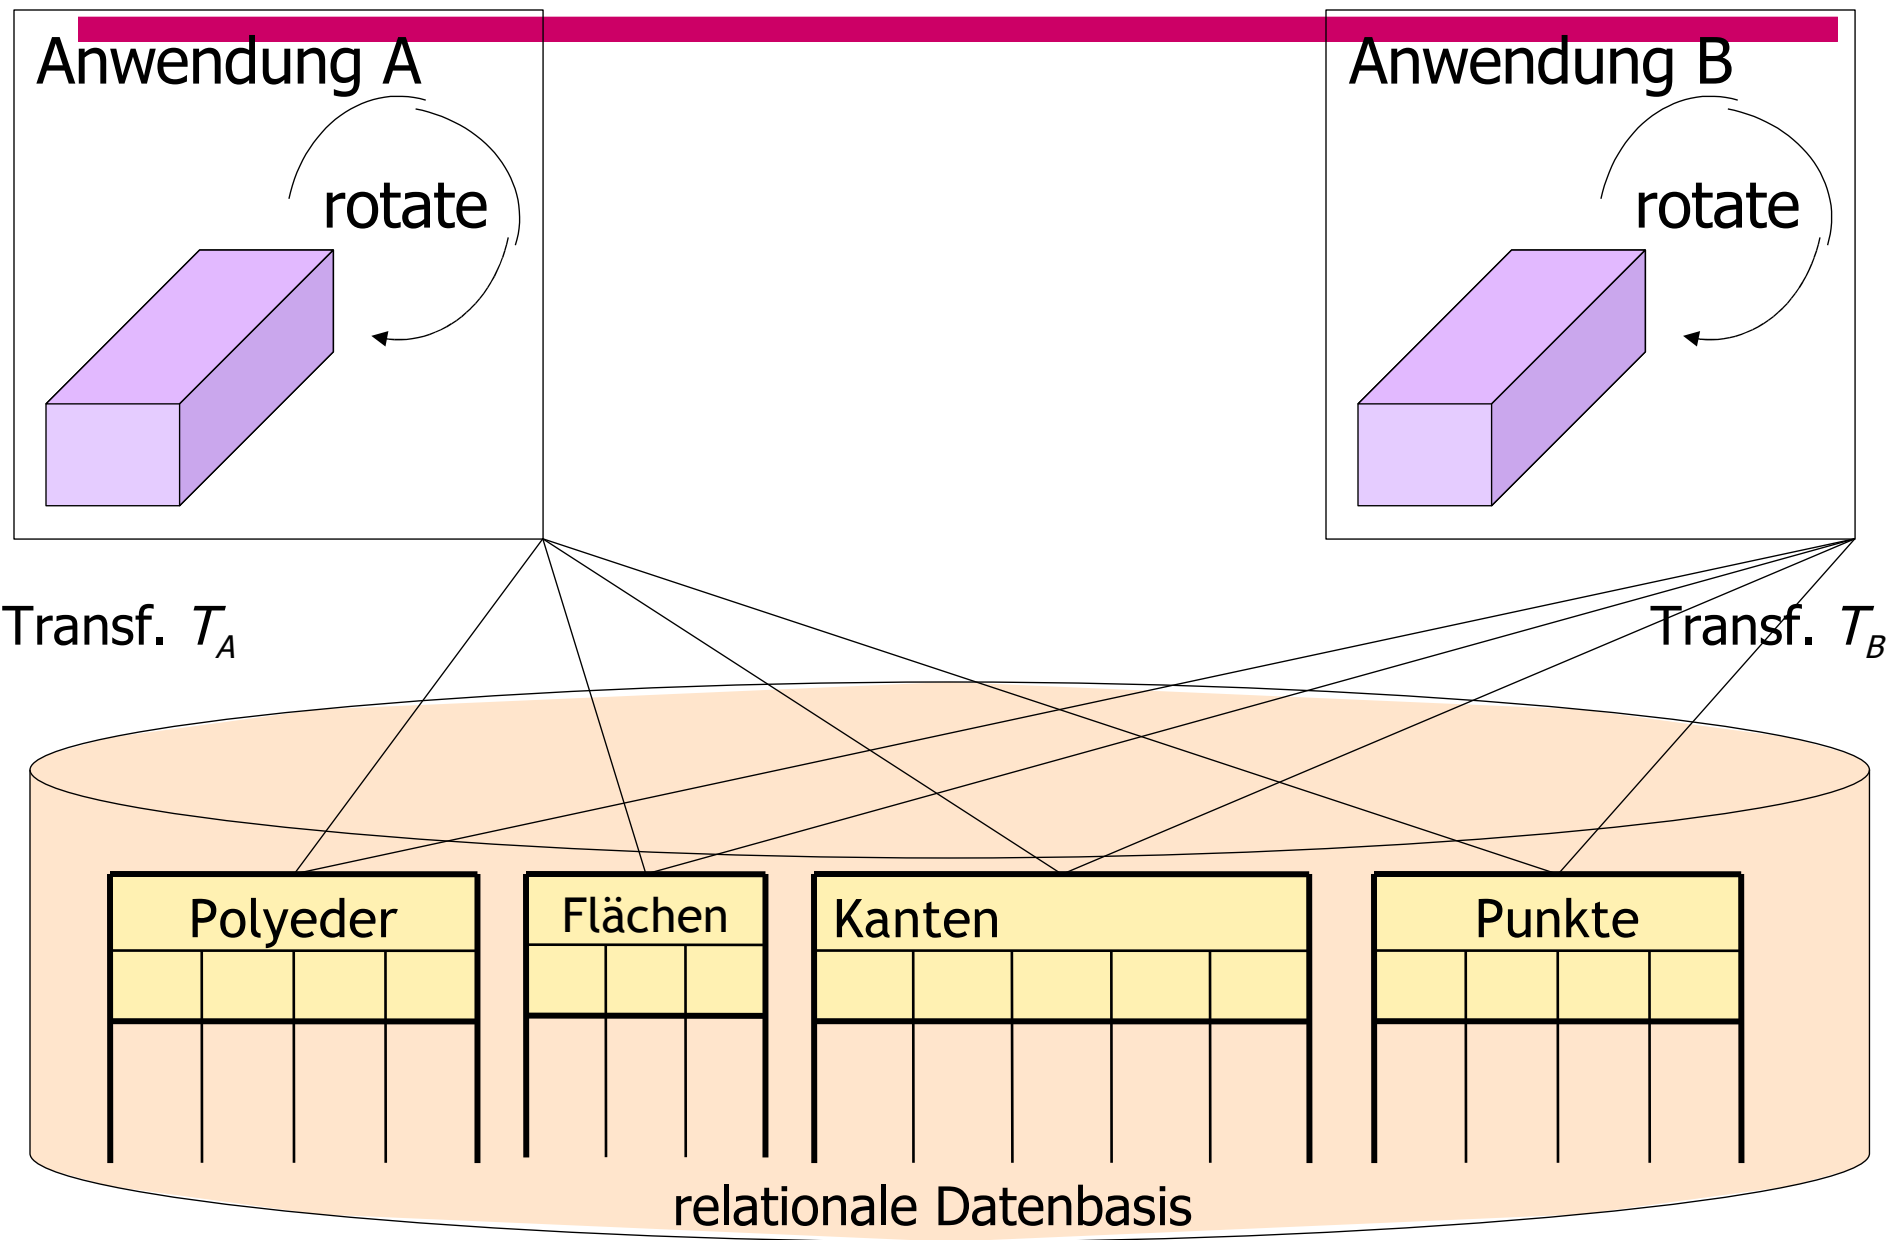 Anwendung A
Anwendung B
rotate
rotate
Transf. T_A
Transf. T_B
Polyeder
Flächen
Kanten
Punkte
relationale Datenbasis